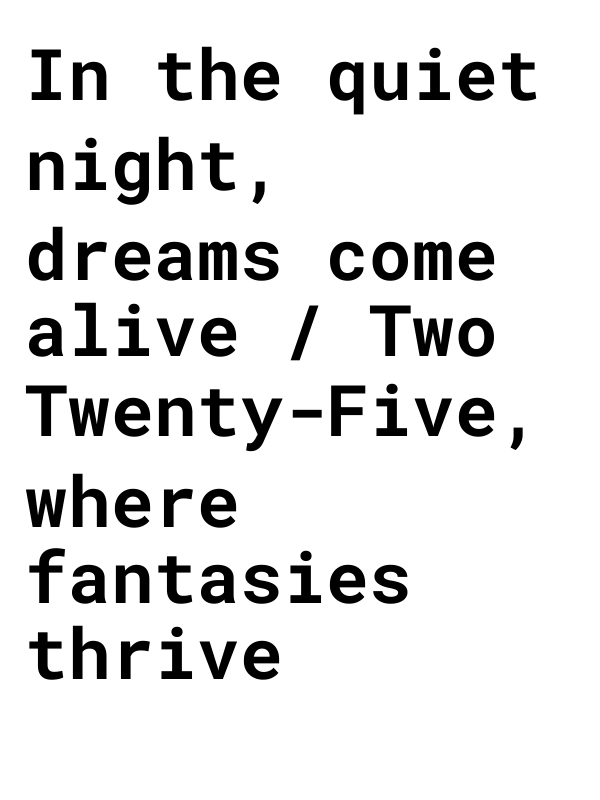 In the quiet
night,
dreams come
alive / Two
Twenty-Five,
where
fantasies
thrive